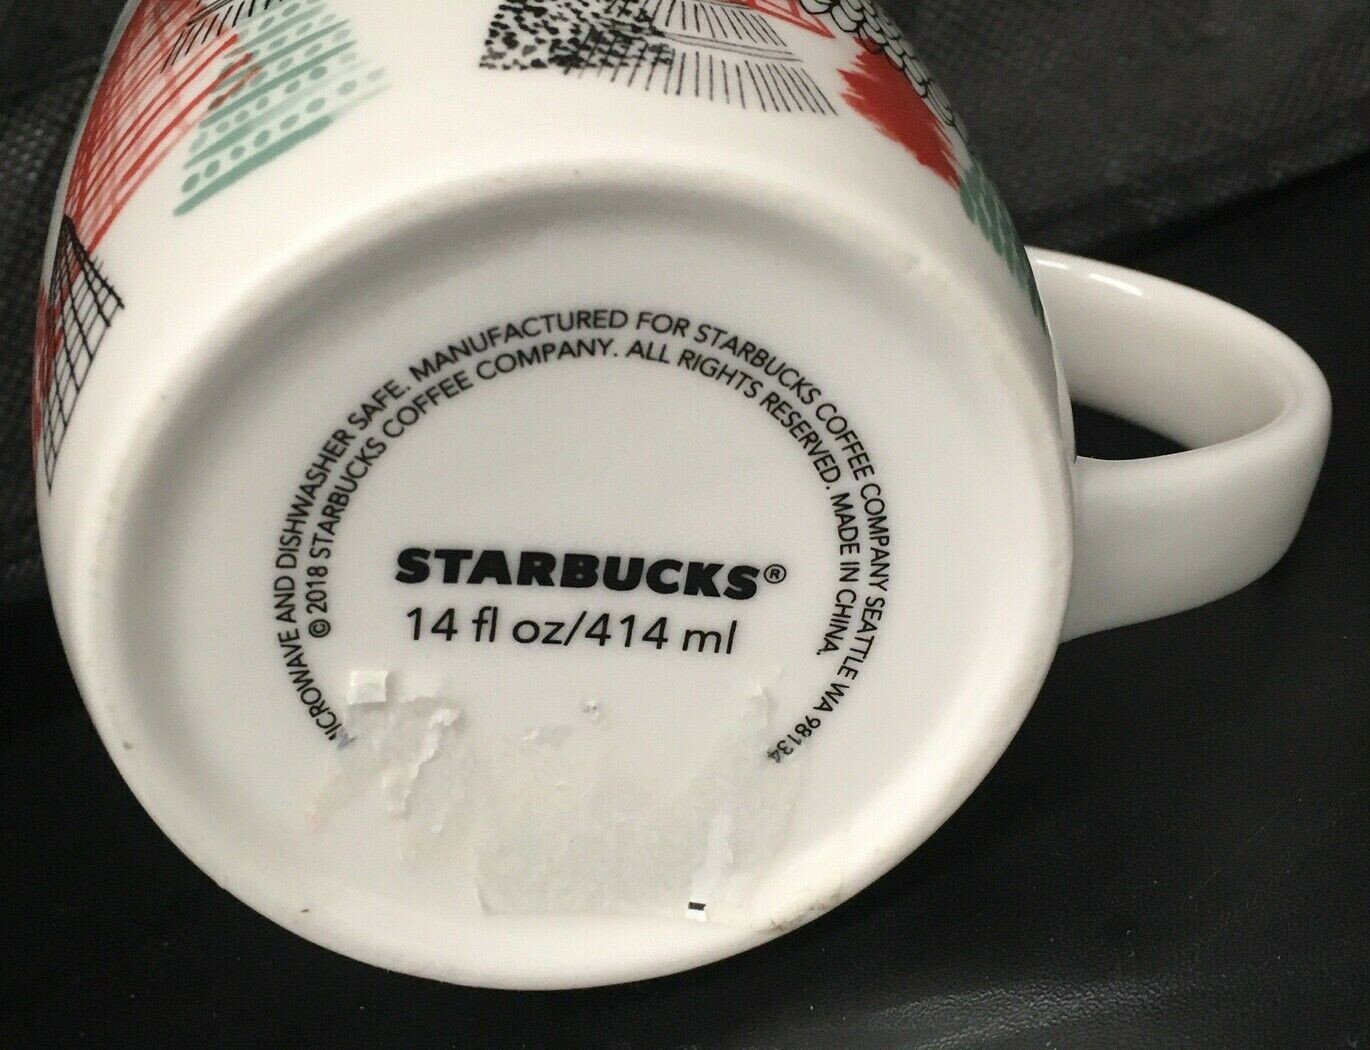 MICROWAVE AND DISHWASHER SAFE. MANUFACTURED FOR STARBUCKS COFFEE COMPANY SEATTLE WA 98134
© 2018 STARBUCKS COFFEE COMPANY. ALL RIGHTS RESERVED. MADE IN CHINA.
STARBUCKS®
14 fl oz/414 ml